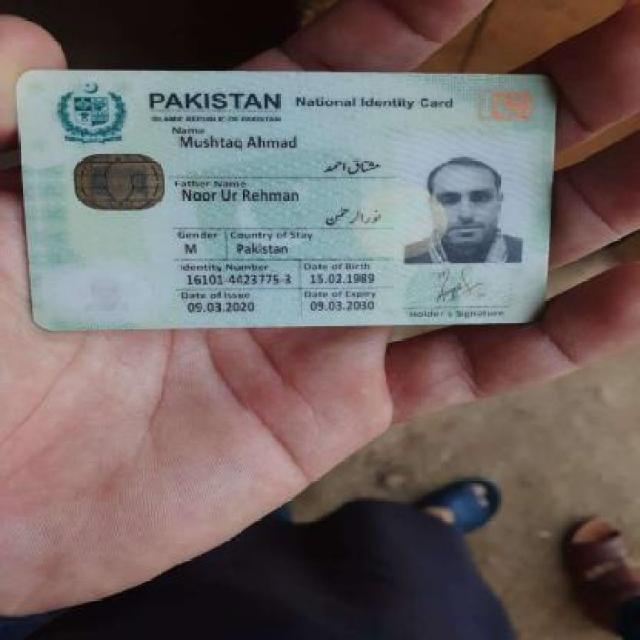 PAKISTAN National Identity Card
ISLAMIC REPUBLIC OF PAKISTAN
Name
Mushtaq Ahmad
مشتاق احمد
Father Name
Noor Ur Rehman
نور الرحمن
Gender Country of Stay
M Pakistan
Identity Number Date of Birth
16101-4423775-3 15.02.1989
Date of Issue Date of Expiry
09.03.2020 09.03.2030
Holder's Signature